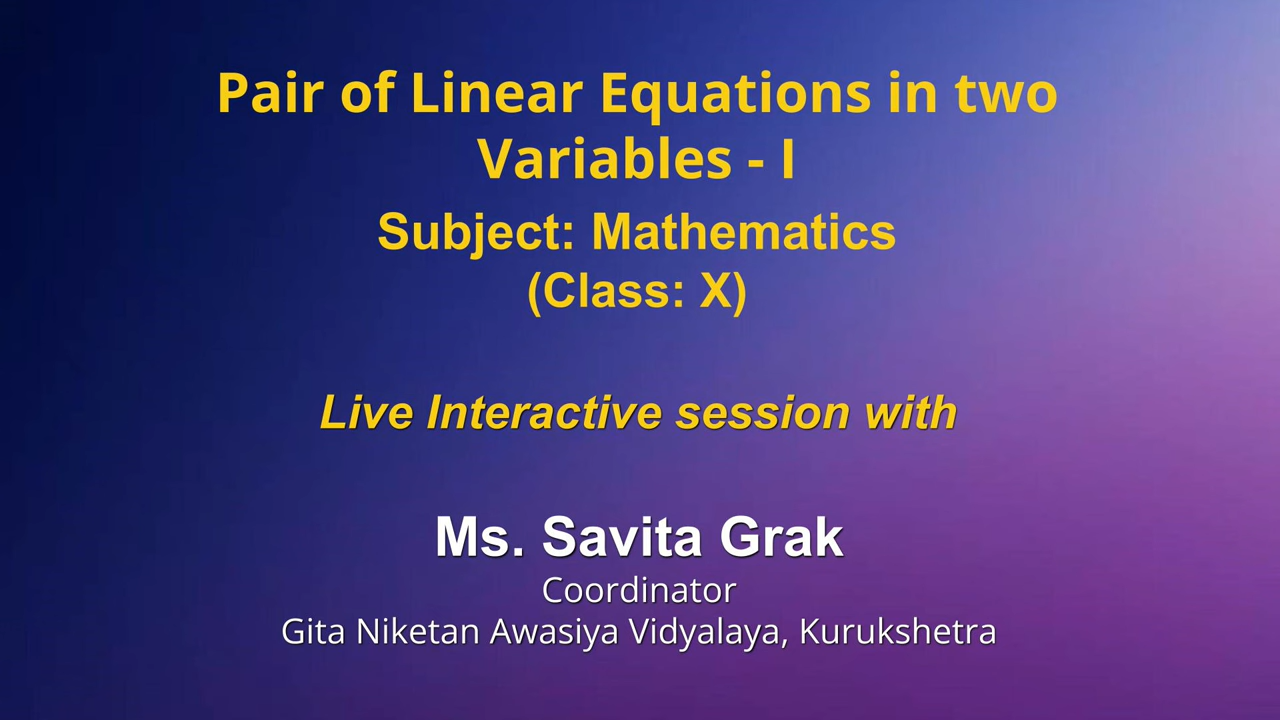 Pair of Linear Equations in two
Variables - I
Subject: Mathematics
(Class: X)
Live Interactive session with
Ms. Savita Grak
Coordinator
Gita Niketan Awasiya Vidyalaya, Kurukshetra